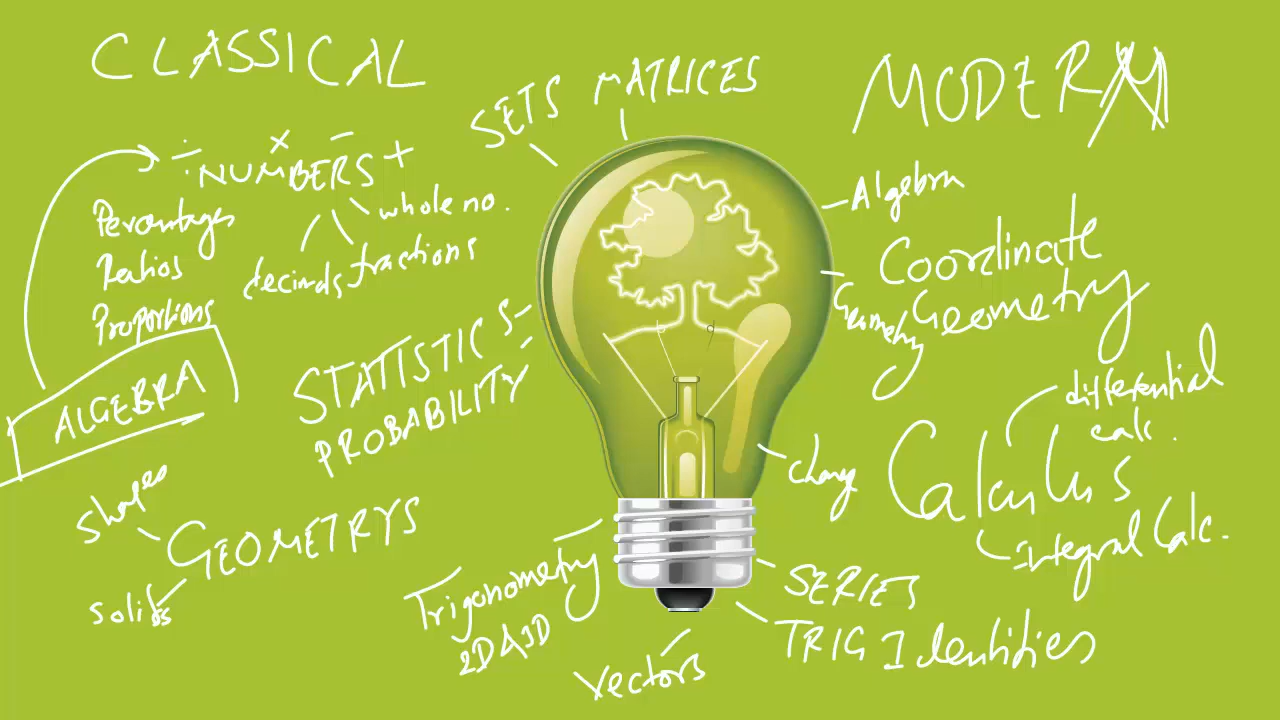 CLASSICAL
÷ × − +
NUMBERS
Percentages
Ratios
Proportions
whole no.
fractions
decimals
ALGEBRA
STATISTICS
PROBABILITY
shapes
GEOMETRYS
solids
SETS
MATRICES
Trigonometry
2D & 3D
Vectors
MODERN
Algebra
Coordinate
Geometry
Geometry
differential
calc.
change
Calculus
Integral Calc.
SERIES
TRIG Identities